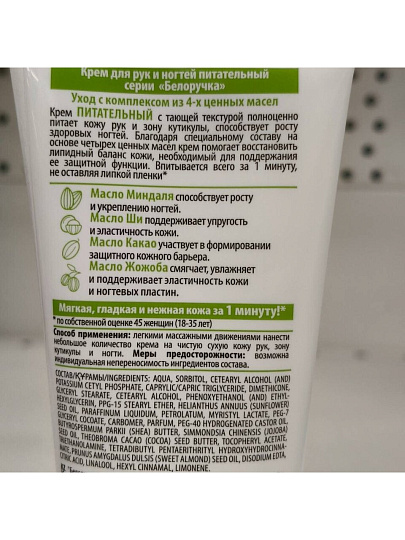 Крем для рук и ногтей питательный
серии «Белоручка»
Уход с комплексом из 4-х ценных масел
Крем ПИТАТЕЛЬНЫЙ с тающей текстурой полноценно
питает кожу рук и зону кутикулы, способствует росту
здоровых ногтей. Благодаря специальному составу на
основе четырех ценных масел крем помогает восстановить
липидный баланс кожи, необходимый для поддержания
ее защитной функции. Впитывается всего за 1 минуту,
не оставляя липкой пленки*
Масло Миндаля способствует росту
и укреплению ногтей.
Масло Ши поддерживает упругость
и эластичность кожи.
Масло Какао участвует в формировании
защитного кожного барьера.
Масло Жожоба смягчает, увлажняет
и поддерживает эластичность кожи
и ногтевых пластин.
Мягкая, гладкая и нежная кожа за 1 минуту!*
*по собственной оценке 45 женщин (18-35 лет)
Способ применения: легкими массажными движениями нанести
небольшое количество крема на чистую сухую кожу рук, зону
кутикулы и ногти. Меры предосторожности: возможна
индивидуальная непереносимость ингредиентов состава.
СОСТАВ/ҚҰРАМЫ/INGREDIENTS: AQUA, SORBITOL, CETEARYL ALCOHOL (AND)
POTASSIUM CETYL PHOSPHATE, CAPRYLIC/CAPRIC TRIGLYCERIDE, DIMETHICONE,
GLYCERYL STEARATE, CETEARYL ALCOHOL, PHENOXYETHANOL (AND) ETHYL-
HEXYLGLYCERIN, PPG-15 STEARYL ETHER, HELIANTHUS ANNUUS (SUNFLOWER)
SEED OIL, PARAFFINUM LIQUIDUM, PETROLATUM, MYRISTYL LACTATE, PEG-7
GLYCERYL COCOATE, CARBOMER, PARFUM, PEG-40 HYDROGENATED CASTOR OIL,
BUTYROSPERMUM PARKII (SHEA) BUTTER, SIMMONDSIA CHINENSIS (JOJOBA)
SEED OIL, THEOBROMA CACAO (COCOA) SEED BUTTER, TOCOPHERYL ACETATE,
TRIETHANOLAMINE, TETRADIBUTYL PENTAERITHRITYL HYDROXYHYDROCINNA-
MATE, PRUNUS AMYGDALUS DULCIS (SWEET ALMOND) SEED OIL, DISODIUM EDTA,
CITRIC ACID, LINALOOL, HEXYL CINNAMAL, LIMONENE.